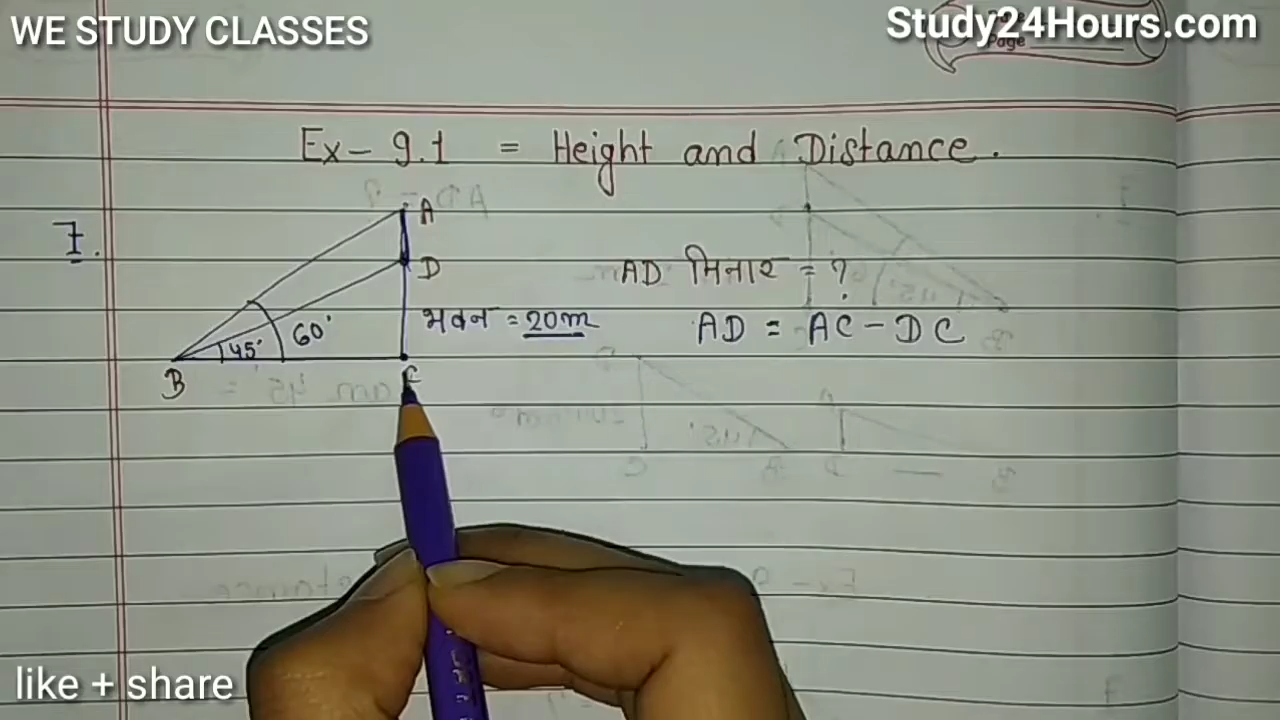 WE STUDY CLASSES
Study24Hours.com
Page
Ex - 9.1 = Height and Distance.
7.
A
D
AD मिनार = ?
भवन = 20m
AD = AC - DC
60°
45°
B
like + share